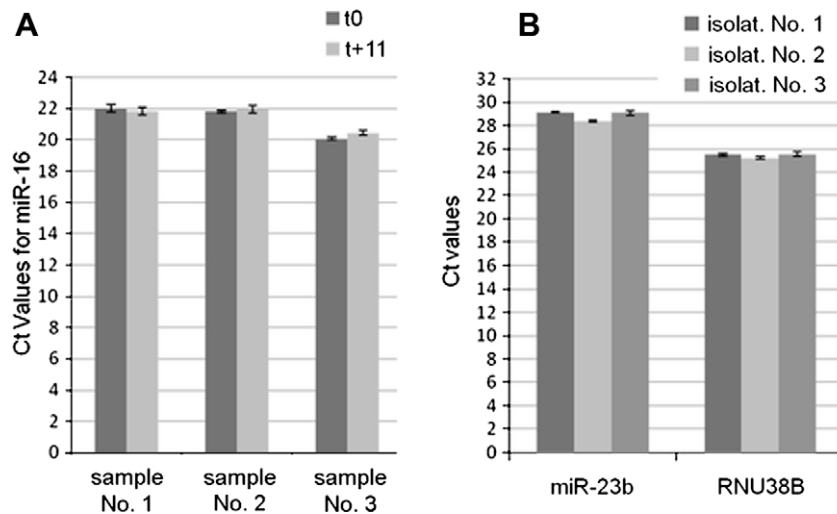 A
t0
t+11
Ct Values for miR-16
24
22
20
18
16
14
12
10
8
6
4
2
0
sample No. 1
sample No. 2
sample No. 3
B
isolat. No. 1
isolat. No. 2
isolat. No. 3
Ct values
32
30
28
26
24
22
20
18
16
14
12
10
8
6
4
2
0
miR-23b
RNU38B